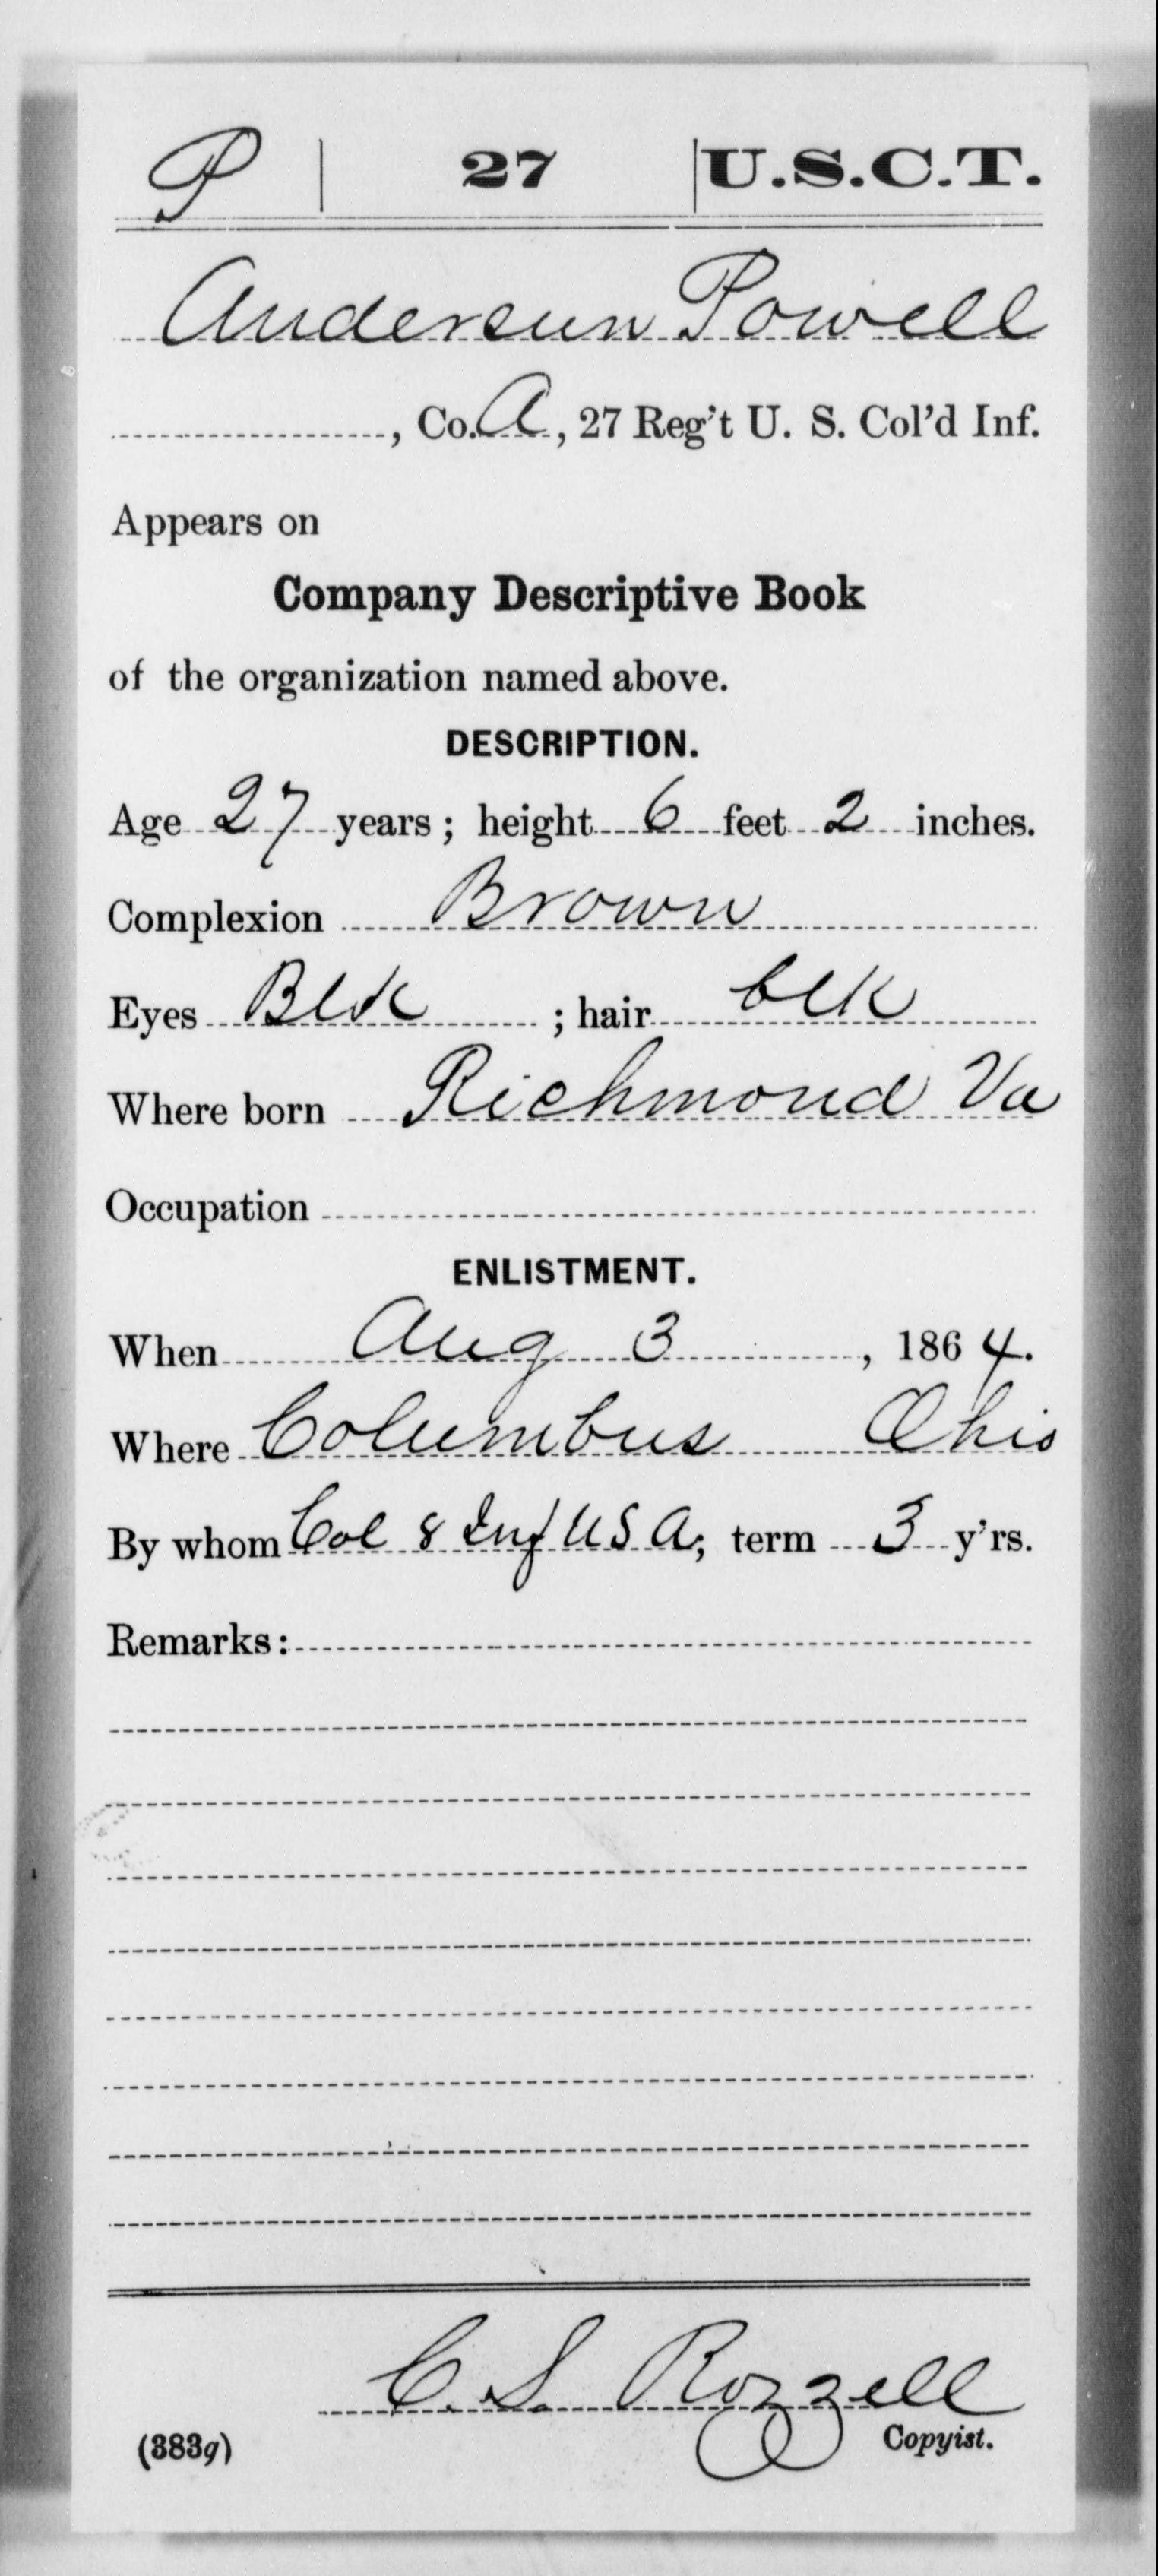 P 27 U.S.C.T.
Anderson Powell
, Co. A, 27 Reg't U. S. Col'd Inf.
Appears on
Company Descriptive Book
of the organization named above.
DESCRIPTION.
Age 27 years; height 6 feet 2 inches.
Complexion Brown
Eyes Blk ; hair blk
Where born Richmond Va
Occupation
ENLISTMENT.
When Aug 3, 1864.
Where Columbus Ohio
By whom Col 8 Inf U S A; term 3 y'rs.
Remarks:
C. S. Rozzell
(383g) Copyist.